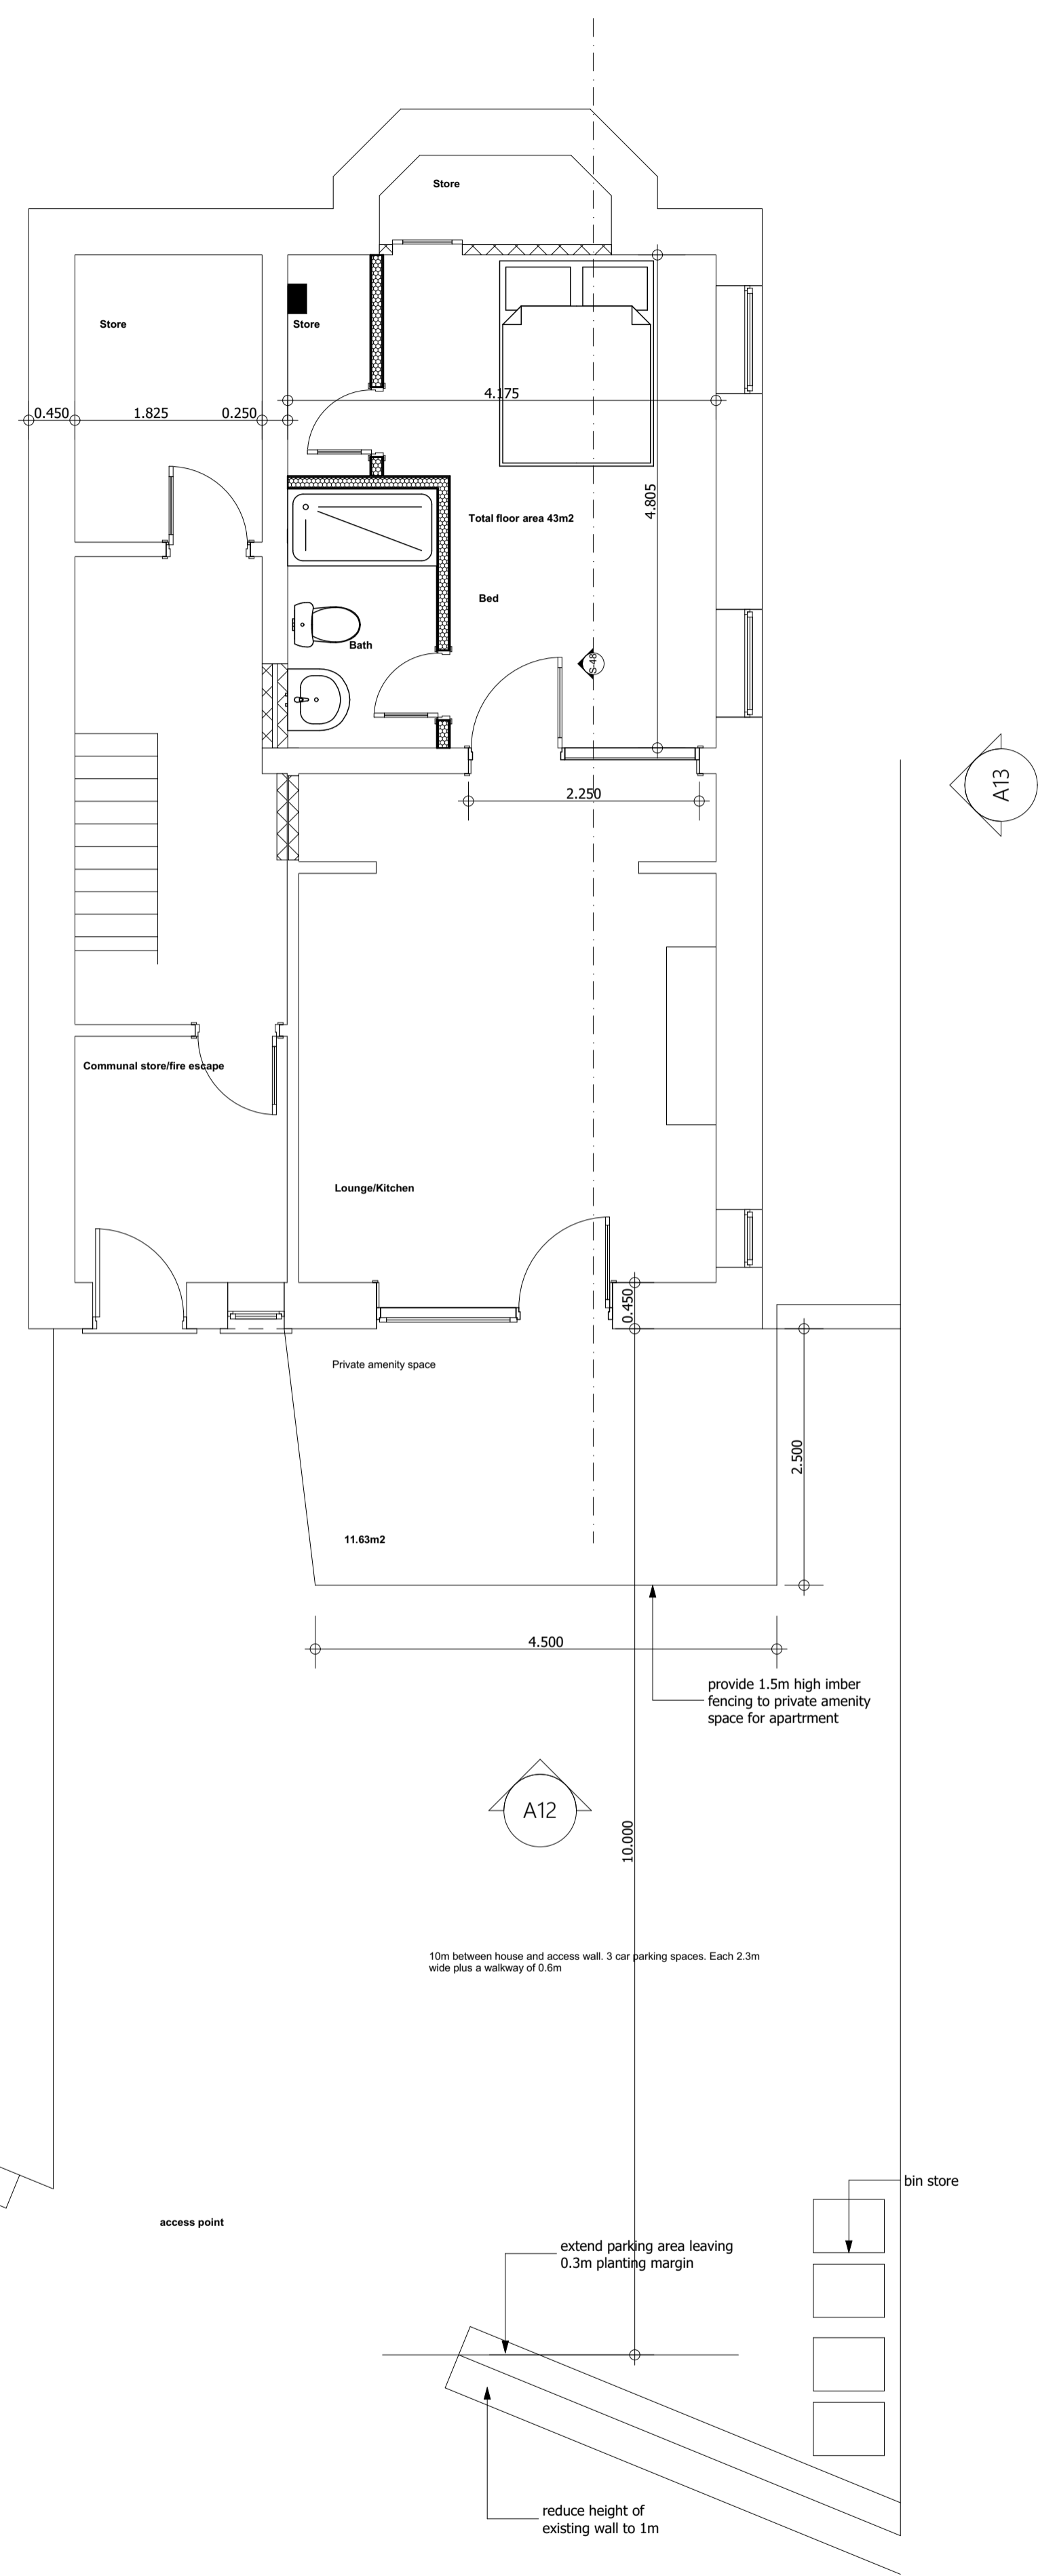 Store
Store
Store
4.175
0.450
1.825
0.250
4.805
Total floor area 43m2
Bed
Bath
S-48
A13
2.250
Communal store/fire escape
Lounge/Kitchen
0.450
Private amenity space
2.500
11.63m2
4.500
provide 1.5m high imber
fencing to private amenity
space for apartrment
A12
10.000
10m between house and access wall. 3 car parking spaces. Each 2.3m
wide plus a walkway of 0.6m
bin store
access point
extend parking area leaving
0.3m planting margin
reduce height of
existing wall to 1m